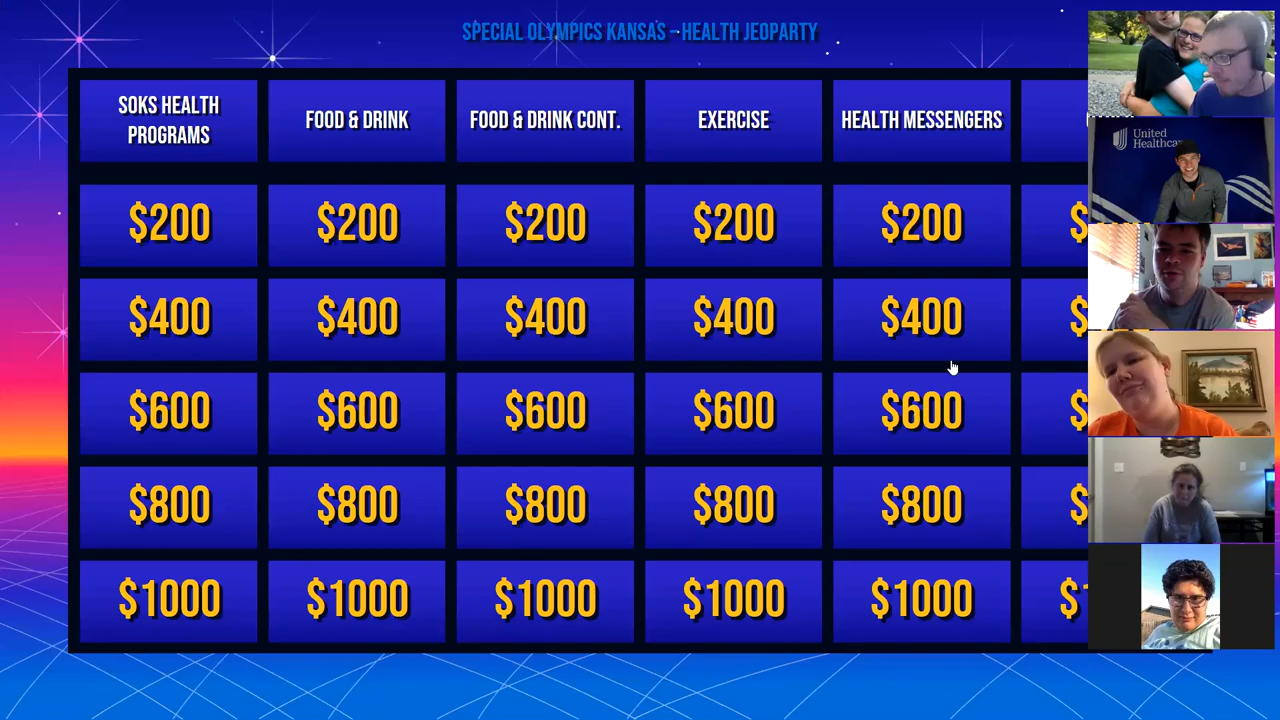 SPECIAL OLYMPICS KANSAS - HEALTH JEOPARTY
SOKS HEALTH
PROGRAMS
FOOD & DRINK
FOOD & DRINK CONT.
EXERCISE
HEALTH MESSENGERS
$200 $200 $200 $200 $200 $
$400 $400 $400 $400 $400 $
$600 $600 $600 $600 $600 $
$800 $800 $800 $800 $800 $
$1000 $1000 $1000 $1000 $1000 $1
United
Healthcar